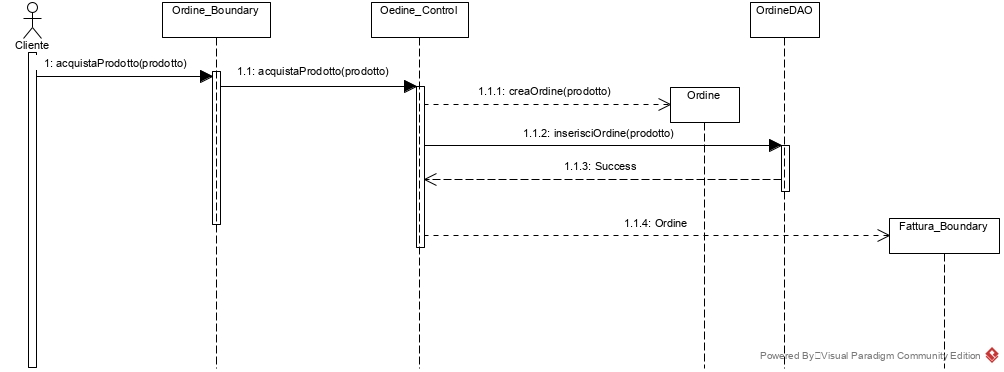 Ordine_Boundary
Oedine_Control
OrdineDAO
Cliente
1: acquistaProdotto(prodotto)
1.1: acquistaProdotto(prodotto)
1.1.1: creaOrdine(prodotto)
Ordine
1.1.2: inserisciOrdine(prodotto)
1.1.3: Success
1.1.4: Ordine
Fattura_Boundary
Powered By Visual Paradigm Community Edition